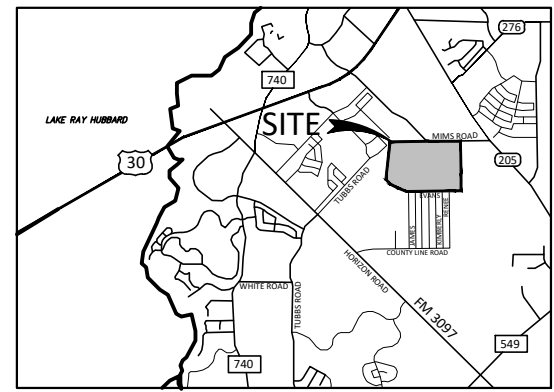 276
740
LAKE RAY HUBBARD
SITE
MIMS ROAD
30
205
TUBBS ROAD
EVANS
JAMES
KIMBERLY
RENEE
COUNTY LINE ROAD
HORIZON ROAD
WHITE ROAD
TUBBS ROAD
FM 3097
549
740